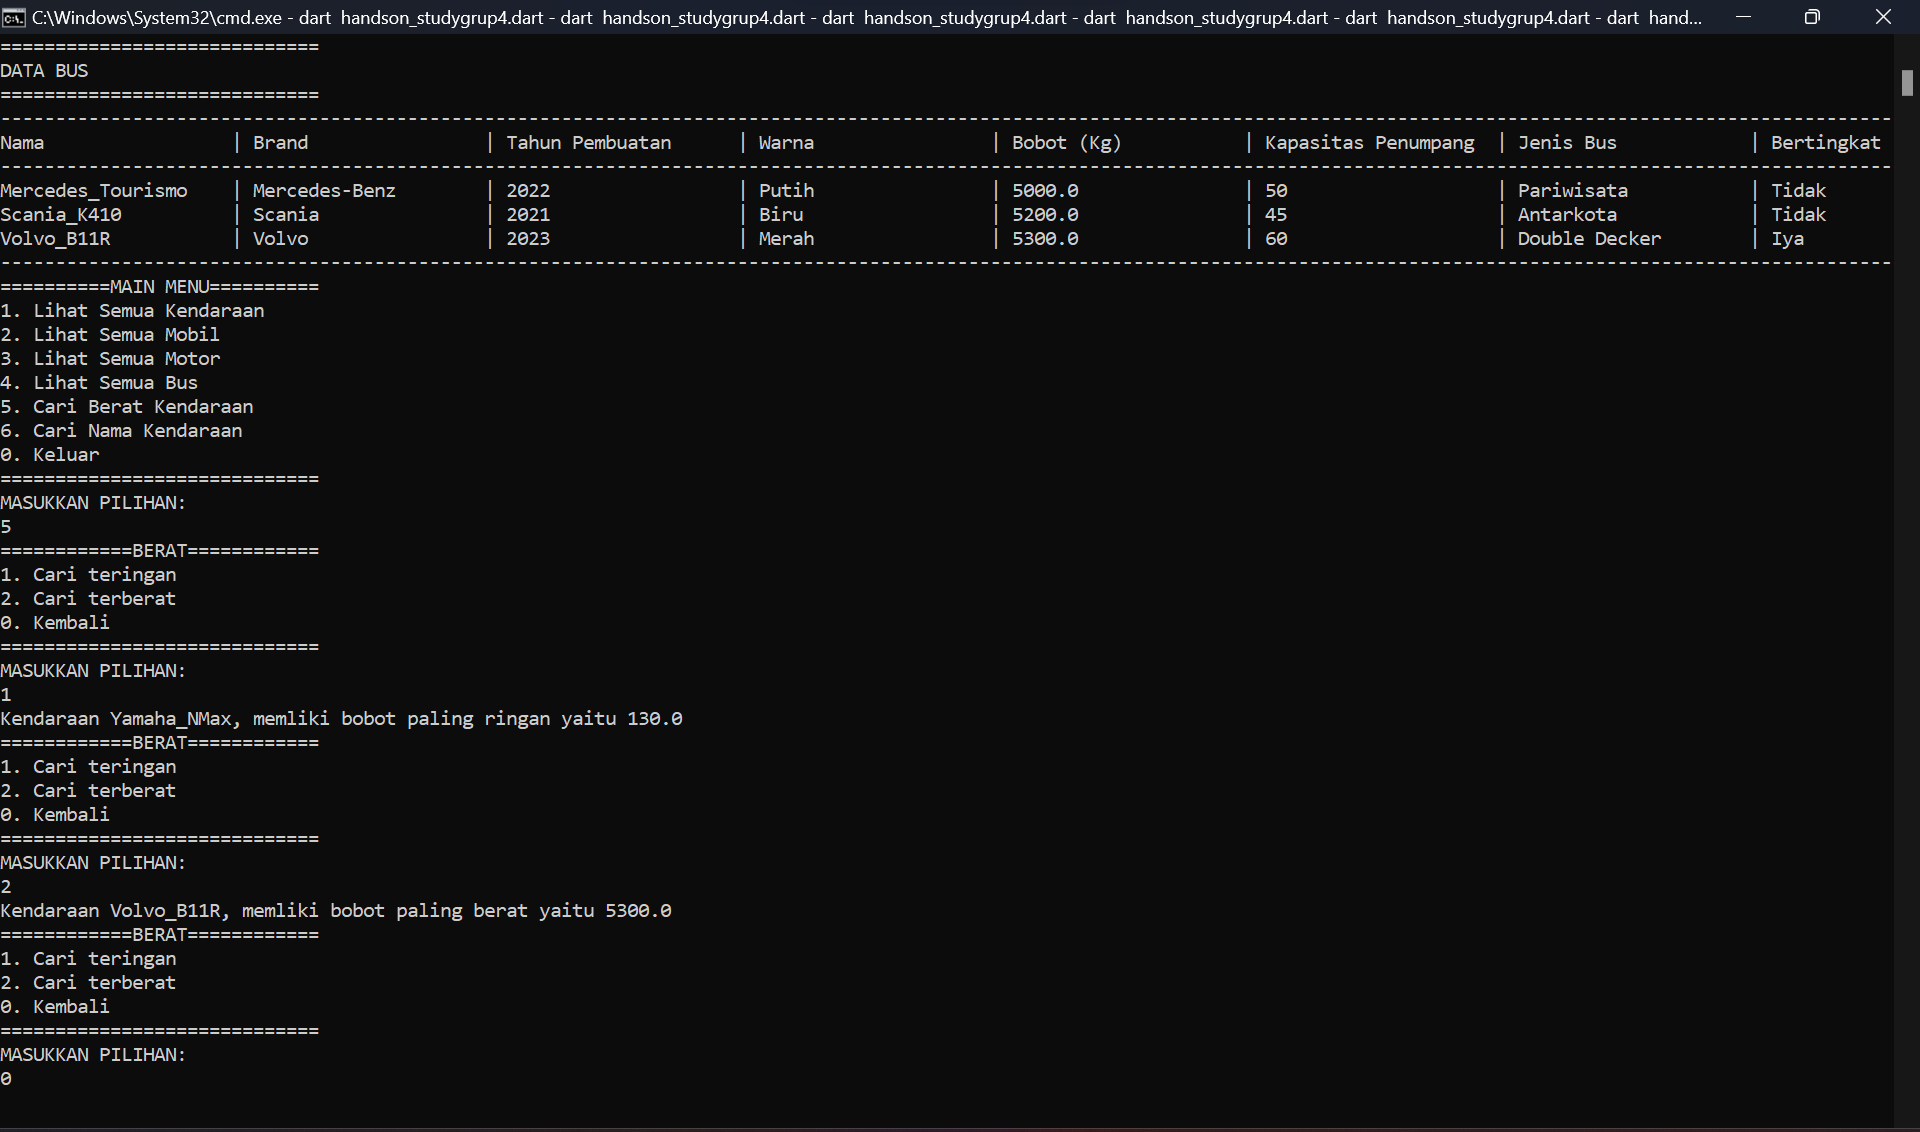 C:\Windows\System32\cmd.exe - dart  handson_studygrup4.dart - dart  handson_studygrup4.dart - dart  handson_studygrup4.dart - dart  handson_studygrup4.dart - dart  handson_studygrup4.dart - dart  hand...
=============================
DATA BUS
=============================
----------------------------------------------------------------------------------------------------------------------------------------------------------------------------
Nama                 | Brand                | Tahun Pembuatan      | Warna                | Bobot (Kg)           | Kapasitas Penumpang  | Jenis Bus            | Bertingkat
----------------------------------------------------------------------------------------------------------------------------------------------------------------------------
Mercedes_Tourismo    | Mercedes-Benz        | 2022                 | Putih                | 5000.0               | 50                   | Pariwisata           | Tidak
Scania_K410          | Scania               | 2021                 | Biru                 | 5200.0               | 45                   | Antarkota            | Tidak
Volvo_B11R           | Volvo                | 2023                 | Merah                | 5300.0               | 60                   | Double Decker        | Iya
----------------------------------------------------------------------------------------------------------------------------------------------------------------------------
==========MAIN MENU==========
1. Lihat Semua Kendaraan
2. Lihat Semua Mobil
3. Lihat Semua Motor
4. Lihat Semua Bus
5. Cari Berat Kendaraan
6. Cari Nama Kendaraan
0. Keluar
=============================
MASUKKAN PILIHAN:
5
============BERAT============
1. Cari teringan
2. Cari terberat
0. Kembali
=============================
MASUKKAN PILIHAN:
1
Kendaraan Yamaha_NMax, memliki bobot paling ringan yaitu 130.0
============BERAT============
1. Cari teringan
2. Cari terberat
0. Kembali
=============================
MASUKKAN PILIHAN:
2
Kendaraan Volvo_B11R, memliki bobot paling berat yaitu 5300.0
============BERAT============
1. Cari teringan
2. Cari terberat
0. Kembali
=============================
MASUKKAN PILIHAN:
0